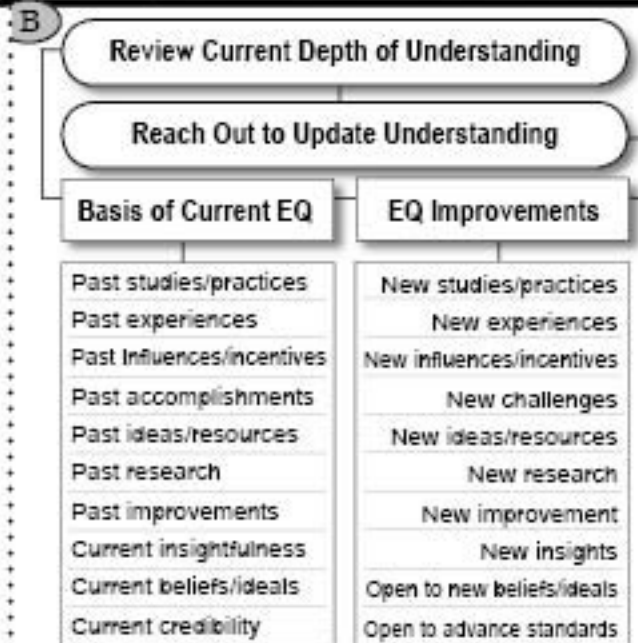 B
Review Current Depth of Understanding
Reach Out to Update Understanding
Basis of Current EQ
Past studies/practices
Past experiences
Past Influences/incentives
Past accomplishments
Past ideas/resources
Past research
Past improvements
Current insightfulness
Current beliefs/ideals
Current credibility
EQ Improvements
New studies/practices
New experiences
New influences/incentives
New challenges
New ideas/resources
New research
New improvement
New insights
Open to new beliefs/ideals
Open to advance standards